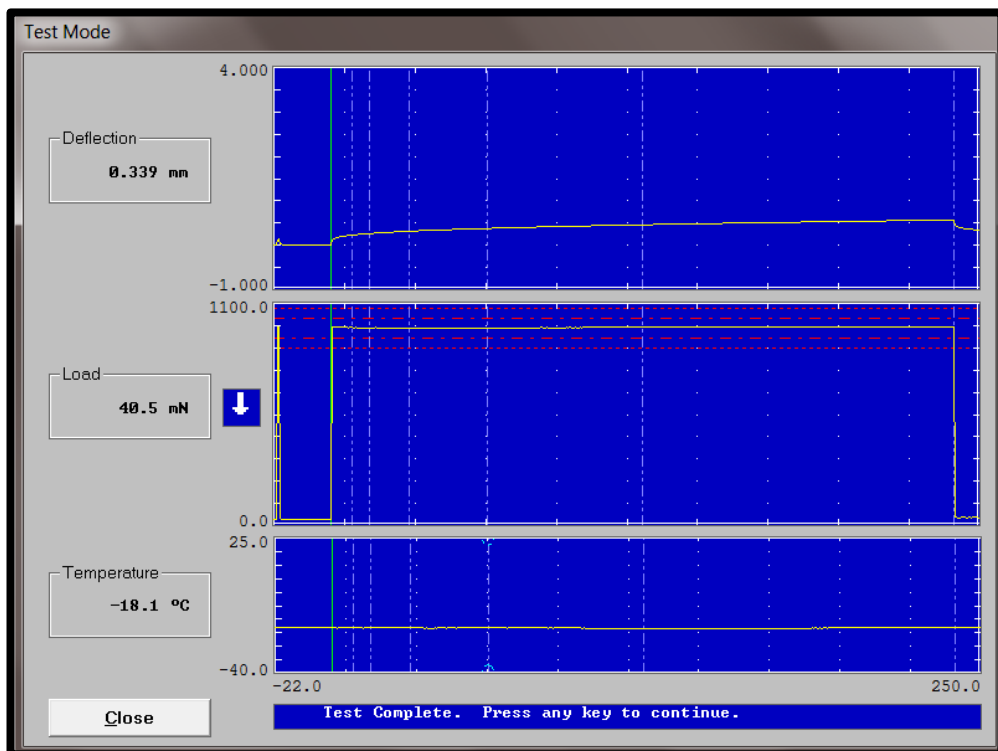 Test Mode
4.000
Deflection
0.339 mm
-1.000
1100.0
Load
40.5 mN
0.0
25.0
Temperature
-18.1 ºC
-40.0
-22.0 250.0
Close
Test Complete. Press any key to continue.